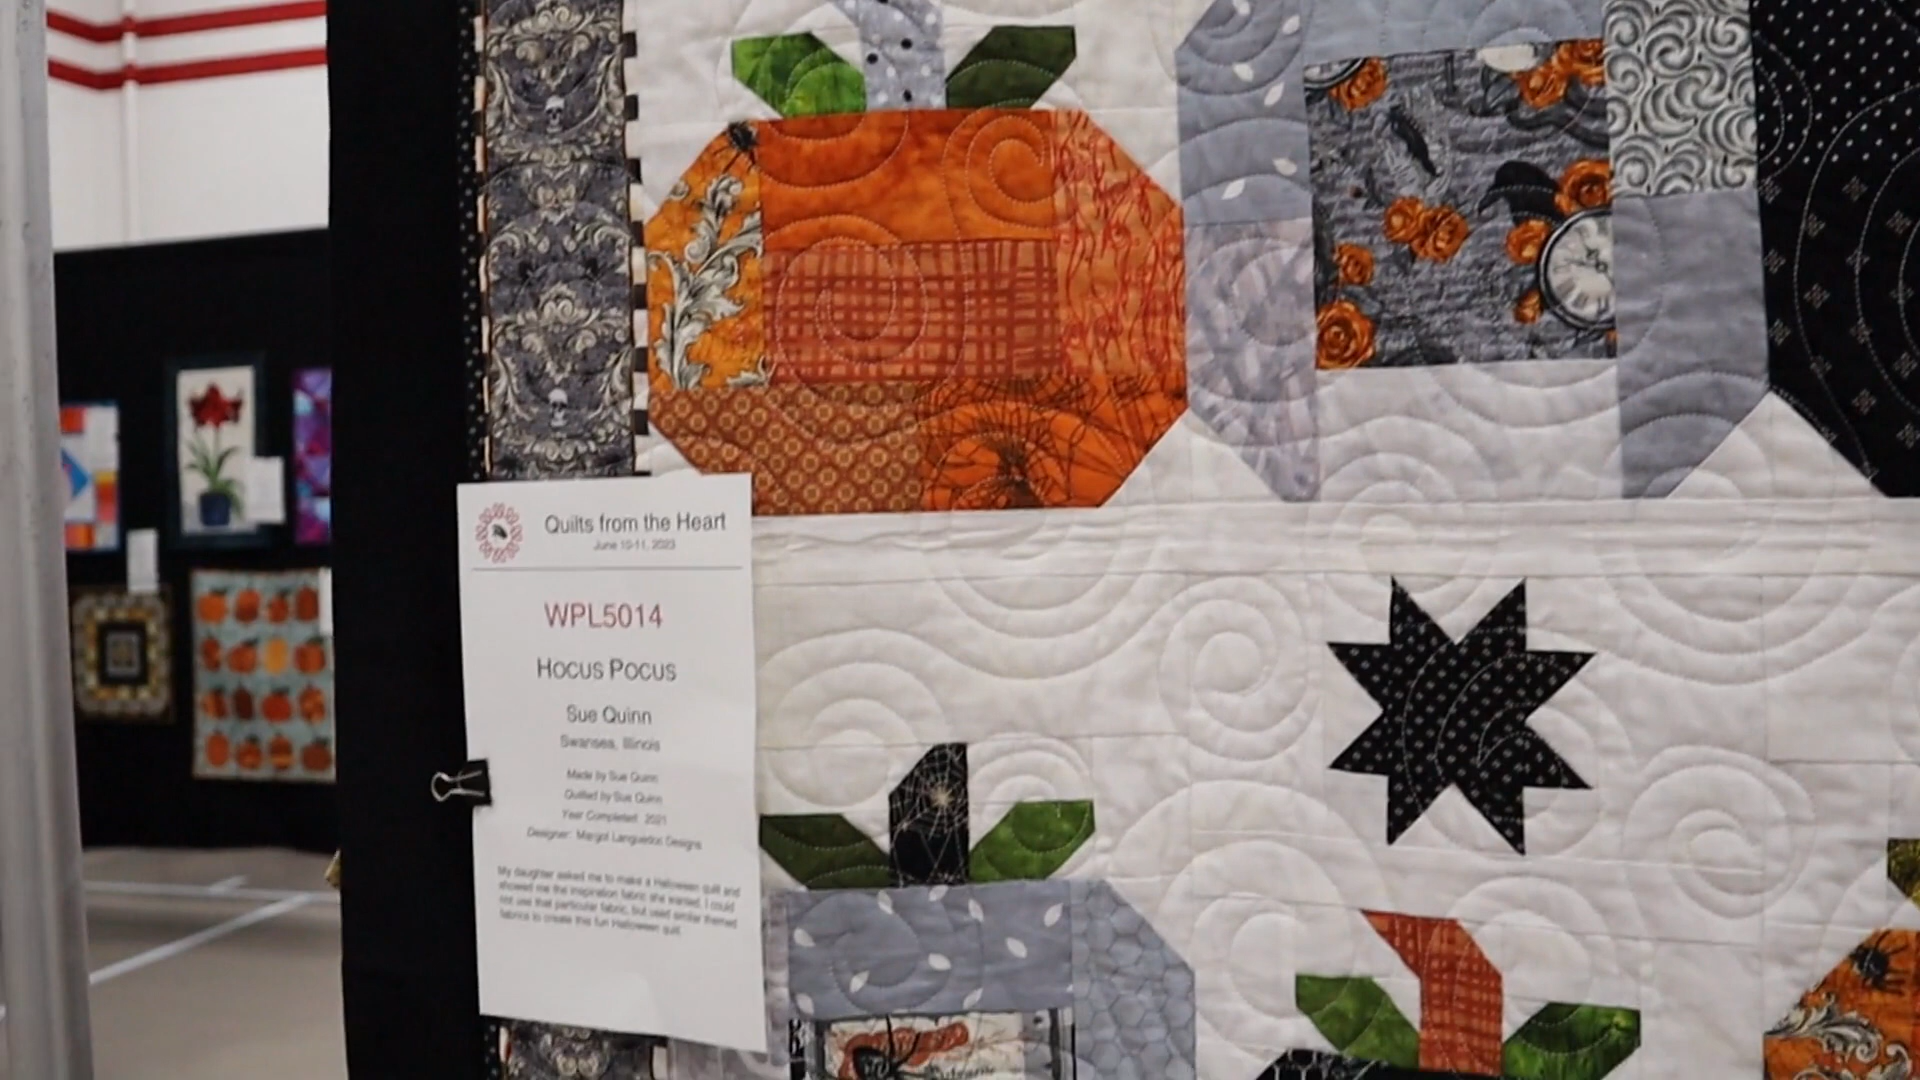 Quilts from the Heart
June 10-11, 2023
WPL5014
Hocus Pocus
Sue Quinn
Swansea, Illinois
Made by Sue Quinn
Quilted by Sue Quinn
Year Completed: 2021
Designer: Margot Languedoc Designs
My daughter asked me to make a Halloween quilt and
showed me the inspiration fabric she wanted. I could
not use that particular fabric, but used similar themed
fabrics to create this fun Halloween quilt.